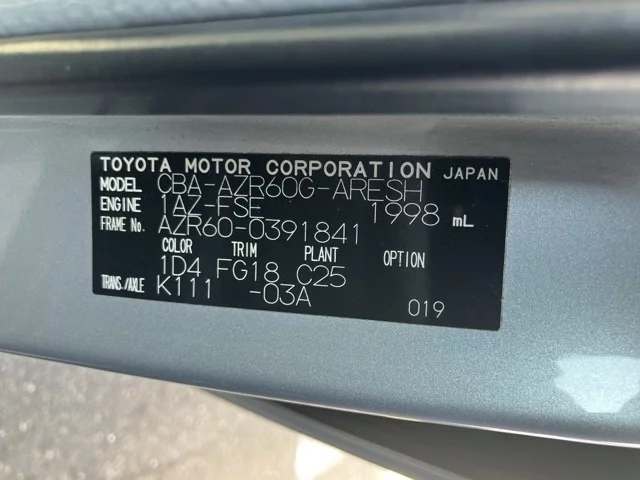 TOYOTA MOTOR CORPORATION JAPAN
MODEL CBA-AZR60G-ARESH
ENGINE 1AZ-FSE 1998 mL
FRAME No. AZR60-0391841
COLOR TRIM PLANT OPTION
1D4 FG18 C25
TRANS./AXLE K111 -03A
019